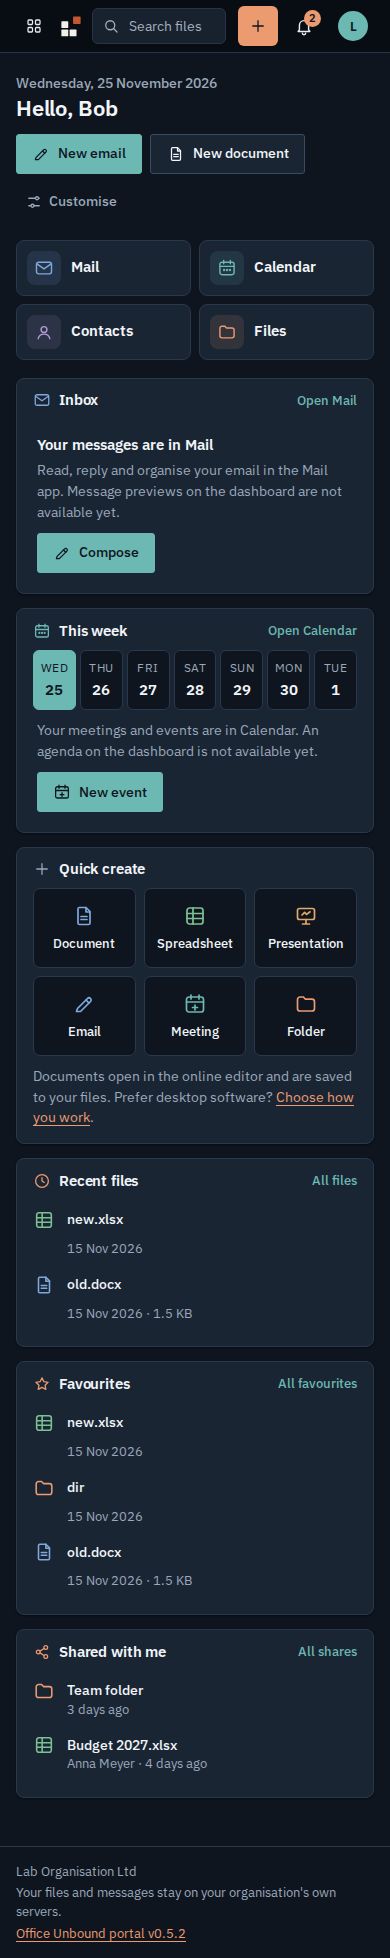 Search files
2
L
Wednesday, 25 November 2026
Hello, Bob
New email
New document
Customise
Mail
Calendar
Contacts
Files
Inbox
Open Mail
Your messages are in Mail
Read, reply and organise your email in the Mail
app. Message previews on the dashboard are not
available yet.
Compose
This week
Open Calendar
WED THU FRI SAT SUN MON TUE
25 26 27 28 29 30 1
Your meetings and events are in Calendar. An
agenda on the dashboard is not available yet.
New event
Quick create
Document Spreadsheet Presentation
Email Meeting Folder
Documents open in the online editor and are saved
to your files. Prefer desktop software? Choose how
you work.
Recent files
All files
new.xlsx
15 Nov 2026
old.docx
15 Nov 2026 · 1.5 KB
Favourites
All favourites
new.xlsx
15 Nov 2026
dir
15 Nov 2026
old.docx
15 Nov 2026 · 1.5 KB
Shared with me
All shares
Team folder
3 days ago
Budget 2027.xlsx
Anna Meyer · 4 days ago
Lab Organisation Ltd
Your files and messages stay on your organisation's own
servers.
Office Unbound portal v0.5.2